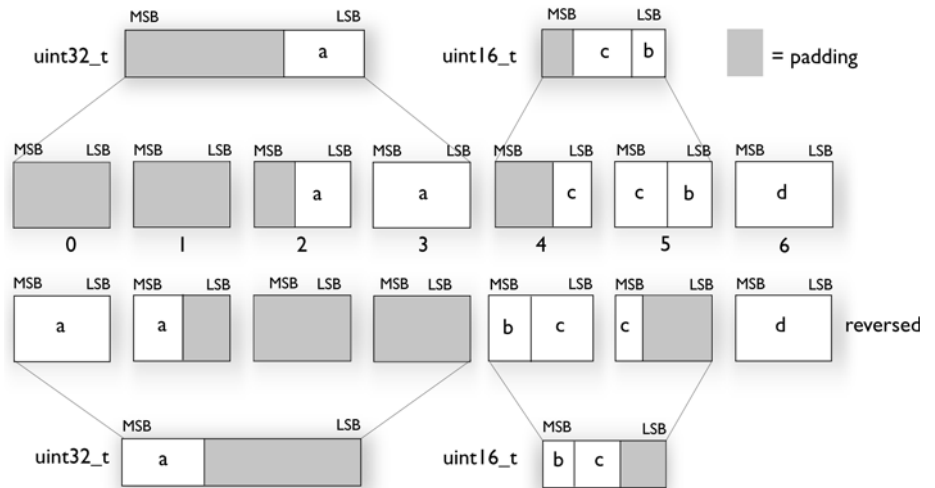 MSB LSB MSB LSB
uint32_t a uint16_t c b = padding
MSB LSB MSB LSB MSB LSB MSB LSB MSB LSB MSB LSB MSB LSB
a a c c b d
0 1 2 3 4 5 6
MSB LSB MSB LSB MSB LSB MSB LSB MSB LSB MSB LSB MSB LSB
a a b c c d reversed
MSB LSB MSB LSB
uint32_t a uint16_t b c